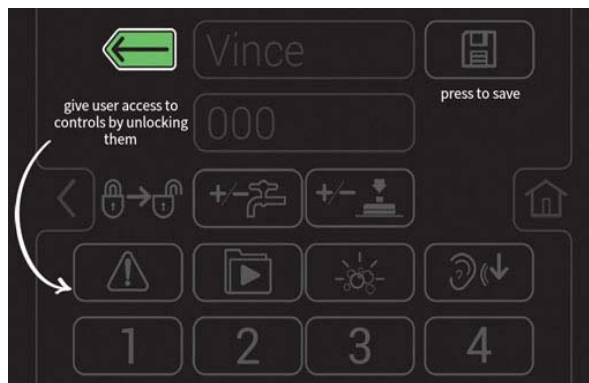 Vince
press to save
give user access to
controls by unlocking
them
000
+/- +/-
1 2 3 4